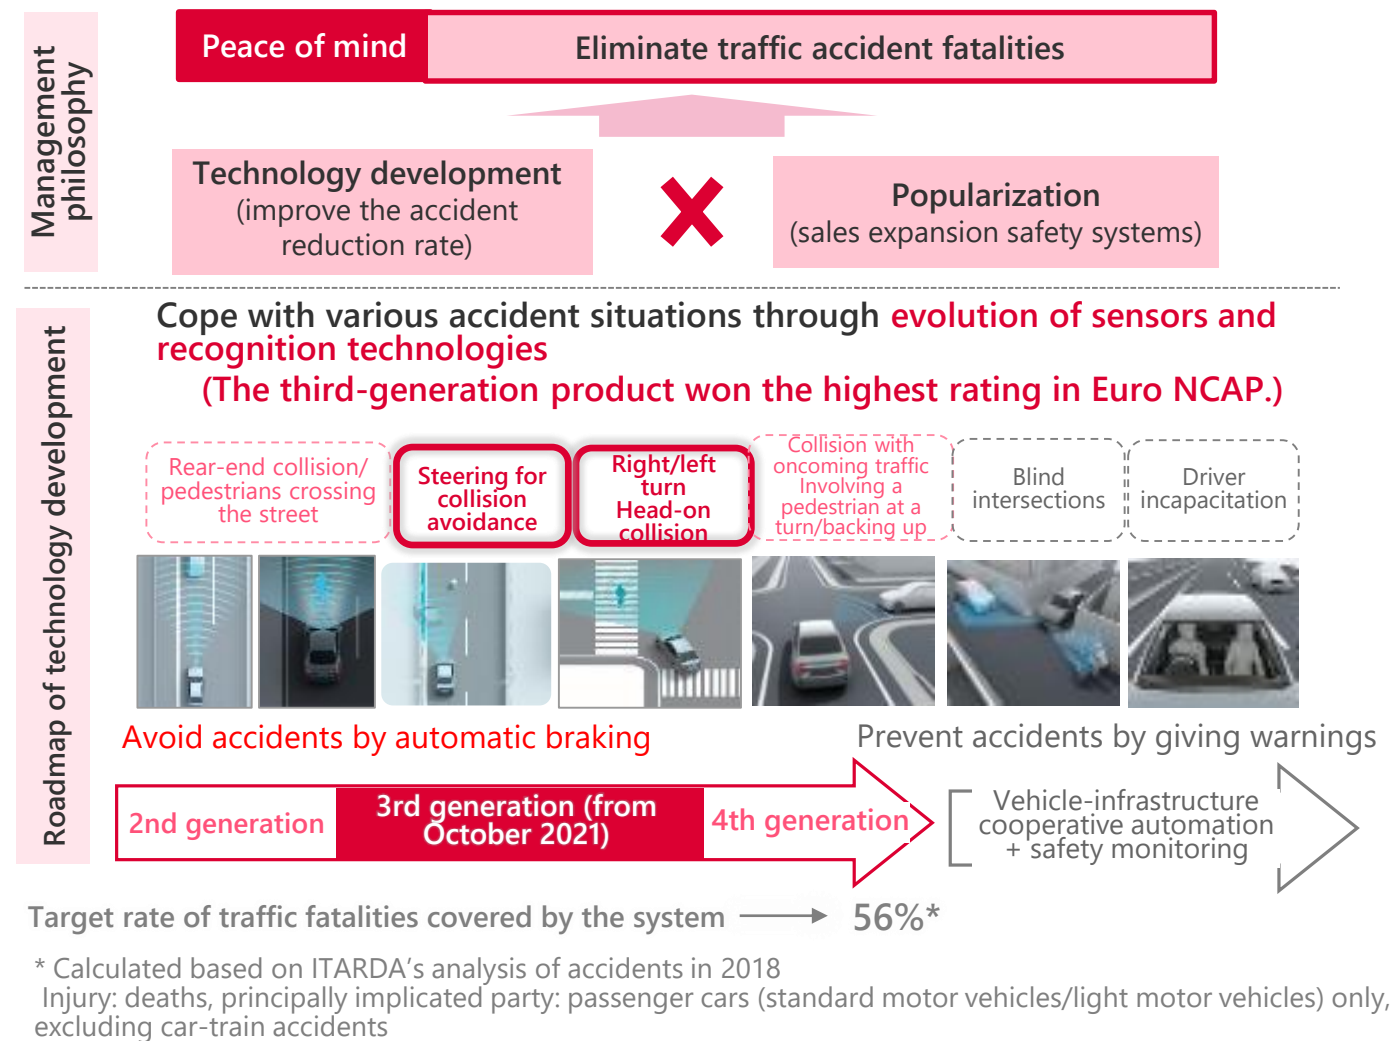 Management
philosophy
Peace of mind
Eliminate traffic accident fatalities
Technology development
(improve the accident
reduction rate)
Popularization
(sales expansion safety systems)
Roadmap of technology development
Cope with various accident situations through evolution of sensors and
recognition technologies
(The third-generation product won the highest rating in Euro NCAP.)
Rear-end collision/
pedestrians crossing
the street
Steering for
collision
avoidance
Right/left
turn
Head-on
collision
Collision with
oncoming traffic
Involving a
pedestrian at a
turn/backing up
Blind
intersections
Driver
incapacitation
Avoid accidents by automatic braking
Prevent accidents by giving warnings
2nd generation
3rd generation (from
October 2021)
4th generation
Vehicle-infrastructure
cooperative automation
+ safety monitoring
Target rate of traffic fatalities covered by the system
56%*
* Calculated based on ITARDA’s analysis of accidents in 2018
Injury: deaths, principally implicated party: passenger cars (standard motor vehicles/light motor vehicles) only,
excluding car-train accidents